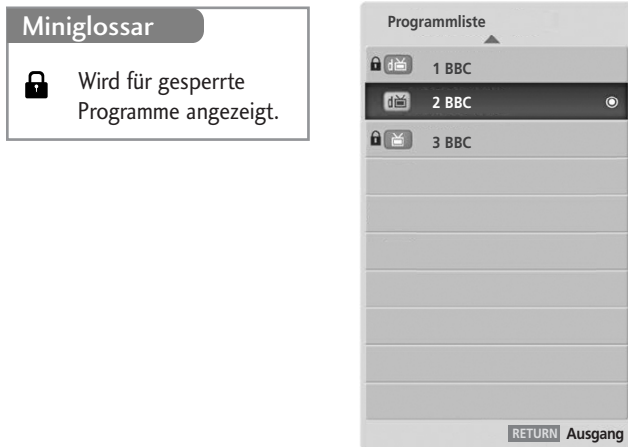 Miniglossar
Wird für gesperrte
Programme angezeigt.
Programmliste
1 BBC
2 BBC
3 BBC
RETURN Ausgang